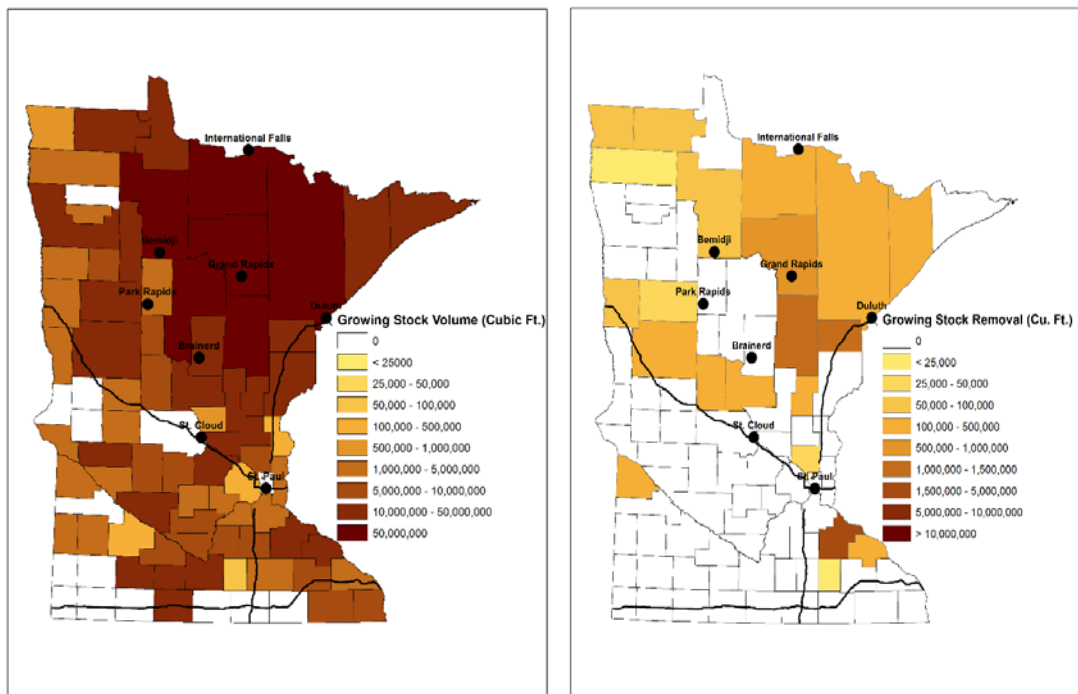 International Falls
Bemidji
Grand Rapids
Park Rapids
Duluth
Brainerd
St. Cloud
St. Paul
Growing Stock Volume (Cubic Ft.)
0
< 25000
25,000 - 50,000
50,000 - 100,000
100,000 - 500,000
500,000 - 1,000,000
1,000,000 - 5,000,000
5,000,000 - 10,000,000
10,000,000 - 50,000,000
50,000,000
International Falls
Bemidji
Grand Rapids
Park Rapids
Duluth
Brainerd
St. Cloud
St. Paul
Growing Stock Removal (Cu. Ft.)
0
< 25,000
25,000 - 50,000
50,000 - 100,000
100,000 - 500,000
500,000 - 1,000,000
1,000,000 - 1,500,000
1,500,000 - 5,000,000
5,000,000 - 10,000,000
> 10,000,000